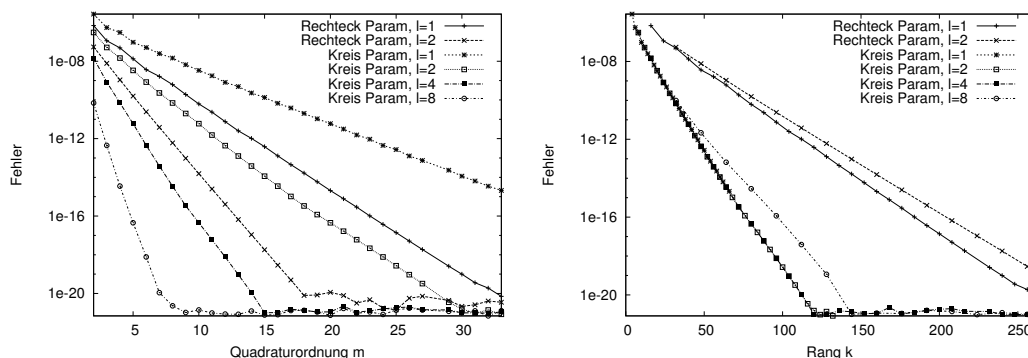 Rechteck Param, l=1
Rechteck Param, l=2
Kreis Param, l=1
Kreis Param, l=2
Kreis Param, l=4
Kreis Param, l=8
1e-08
1e-12
1e-16
1e-20
Fehler
5
10
15
20
25
30
Quadraturordnung m
Rechteck Param, l=1
Rechteck Param, l=2
Kreis Param, l=1
Kreis Param, l=2
Kreis Param, l=4
Kreis Param, l=8
1e-08
1e-12
1e-16
1e-20
Fehler
0
50
100
150
200
250
Rang k